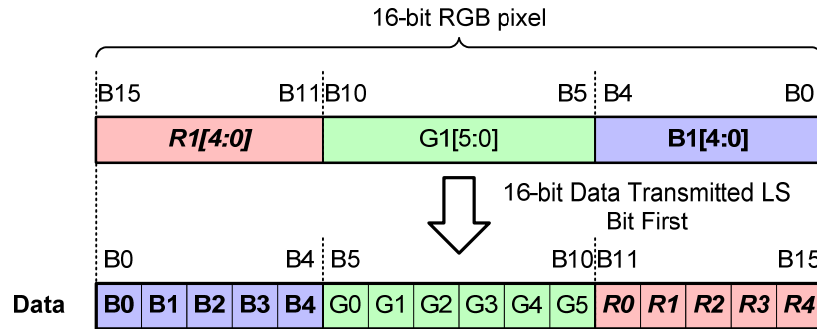 16-bit RGB pixel
B15 B11 B10 B5 B4 B0
R1[4:0] G1[5:0] B1[4:0]
16-bit Data Transmitted LS
Bit First
B0 B4 B5 B10 B11 B15
Data B0 B1 B2 B3 B4 G0 G1 G2 G3 G4 G5 R0 R1 R2 R3 R4